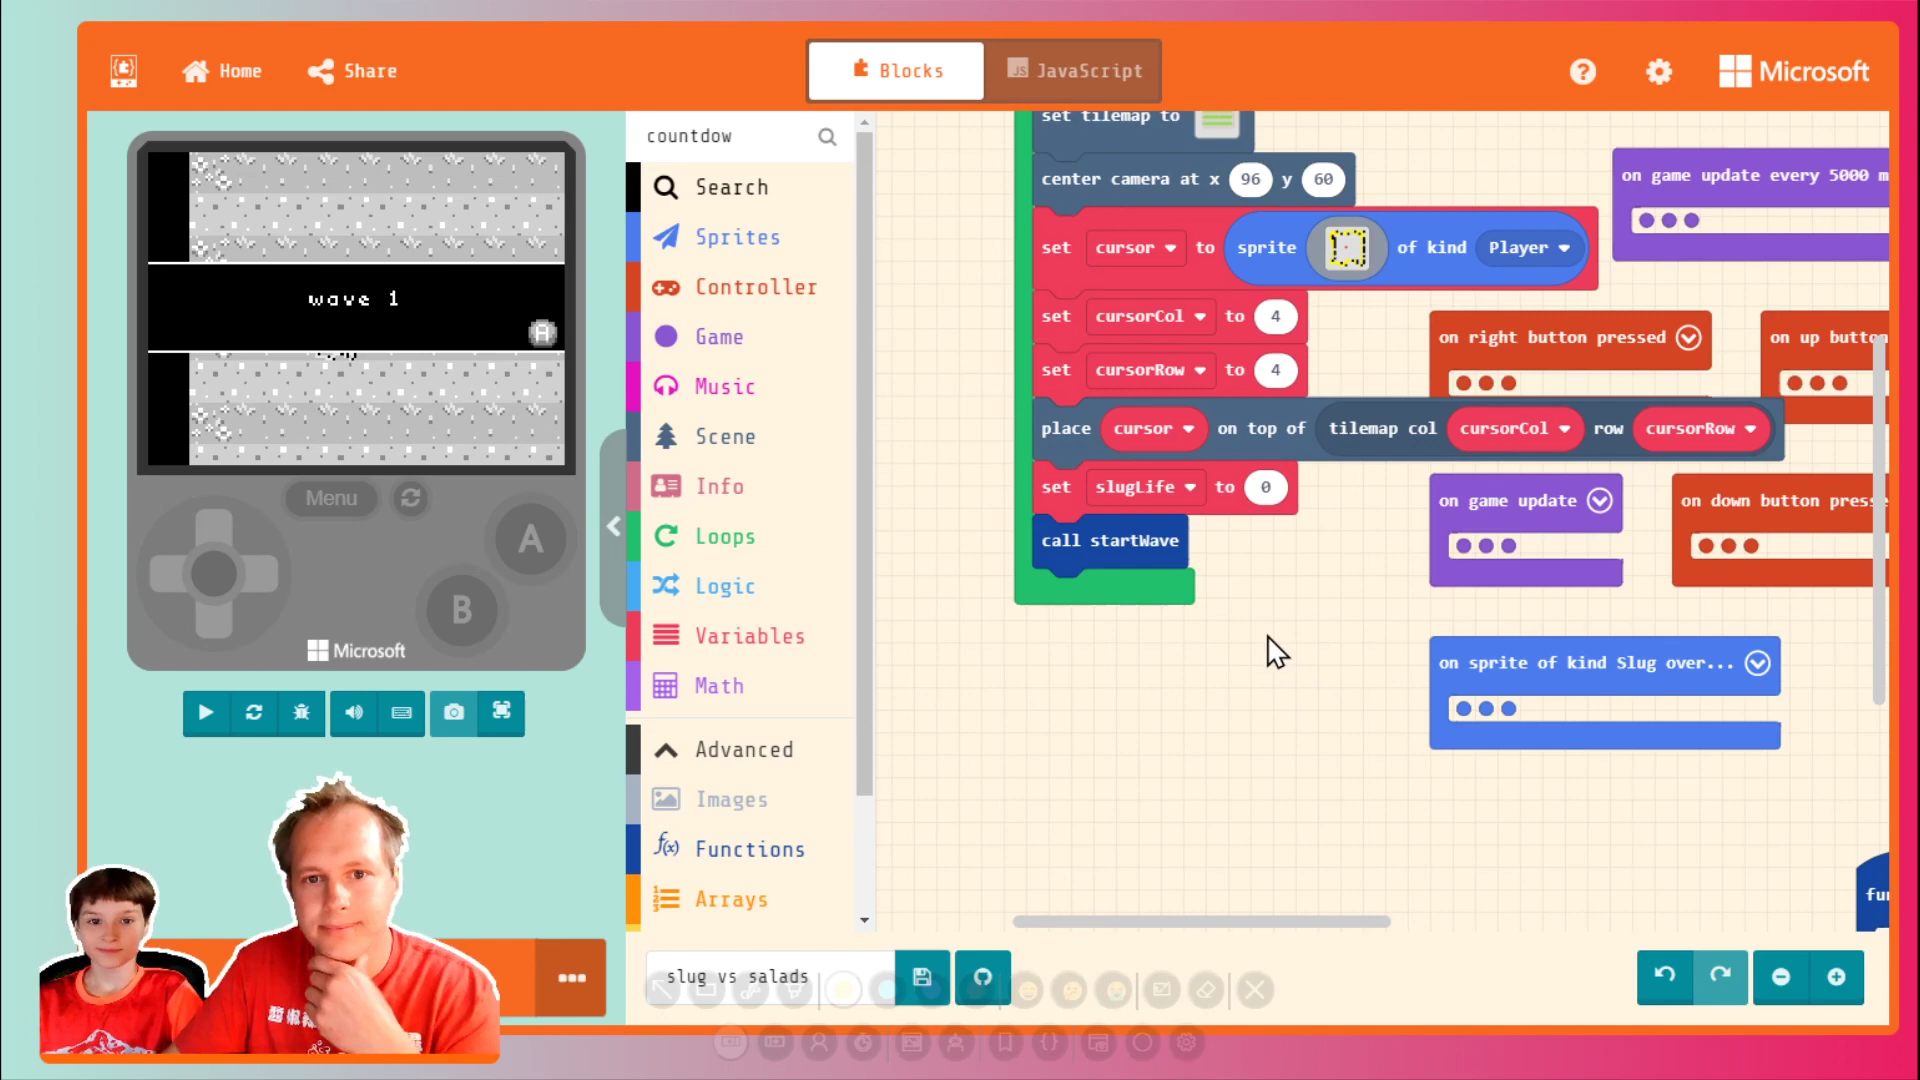 Home
Share
Blocks
JS JavaScript
?
Microsoft
wave 1
A
Menu
A
B
Microsoft
countdow
Search
Sprites
Controller
Game
Music
Scene
Info
Loops
Logic
Variables
Math
Advanced
Images
f(x) Functions
Arrays
set tilemap to
center camera at x 96 y 60
set cursor to sprite of kind Player
set cursorCol to 4
set cursorRow to 4
place cursor on top of tilemap col cursorCol row cursorRow
set slugLife to 0
call startWave
on game update every 5000 m
on right button pressed
on up button
on game update
on down button presse
on sprite of kind Slug over...
fu
slug vs salads